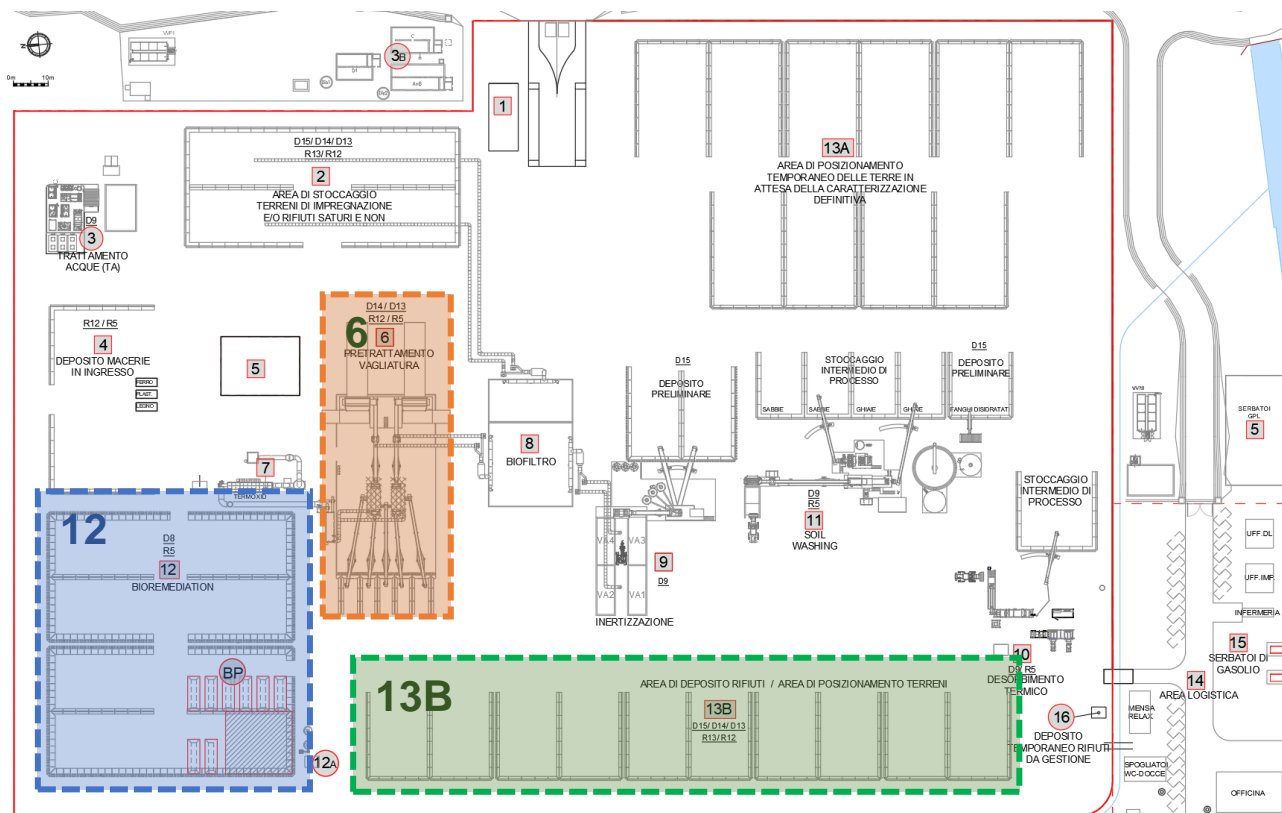 N
0m 10m
VVF1
C
B
3B
D1
A+B
1
D15/ D14/ D13
R13/ R12
2
AREA DI STOCCAGGIO
TERRENI DI IMPREGNAZIONE
E/O RIFIUTI SATURI E NON
13A
AREA DI POSIZIONAMENTO
TEMPORANEO DELLE TERRE IN
ATTESA DELLA CARATTERIZZAZIONE
DEFINITIVA
D9
3
TRATTAMENTO
ACQUE (TA)
R12 / R5
4
DEPOSITO MACERIE
IN INGRESSO
FERRO
PLAST.
LEGNO
5
D14 / D13
R12 / R5
6
6
PRETRATTAMENTO
VAGLIATURA
D15
DEPOSITO
PRELIMINARE
STOCCAGGIO
INTERMEDIO DI
PROCESSO
D15
DEPOSITO
PRELIMINARE
SABBIE
SABBIE
GHIAIE
GHIAIE
FANGHI DISIDRATATI
SERBATOI
GPL
5
8
BIOFILTRO
7
TERMOXID
STOCCAGGIO
INTERMEDIO DI
PROCESSO
D9
R5
11
SOIL
WASHING
12
D8
R5
12
BIOREMEDIATION
VA4
VA3
VA2
VA1
9
D9
INERTIZZAZIONE
UFF.DL
UFF.IMP.
INFERMERIA
15
SERBATOI DI
GASOLIO
10
D9/ R5
DESORBIMENTO
TERMICO
14
AREA LOGISTICA
BP
13B
AREA DI DEPOSITO RIFIUTI / AREA DI POSIZIONAMENTO TERRENI
13B
D15/ D14/ D13
R13/ R12
16
DEPOSITO
TEMPORANEO RIFIUTI
DA GESTIONE
MENSA
RELAX
12A
SPOGLIATOI
WC-DOCCE
OFFICINA